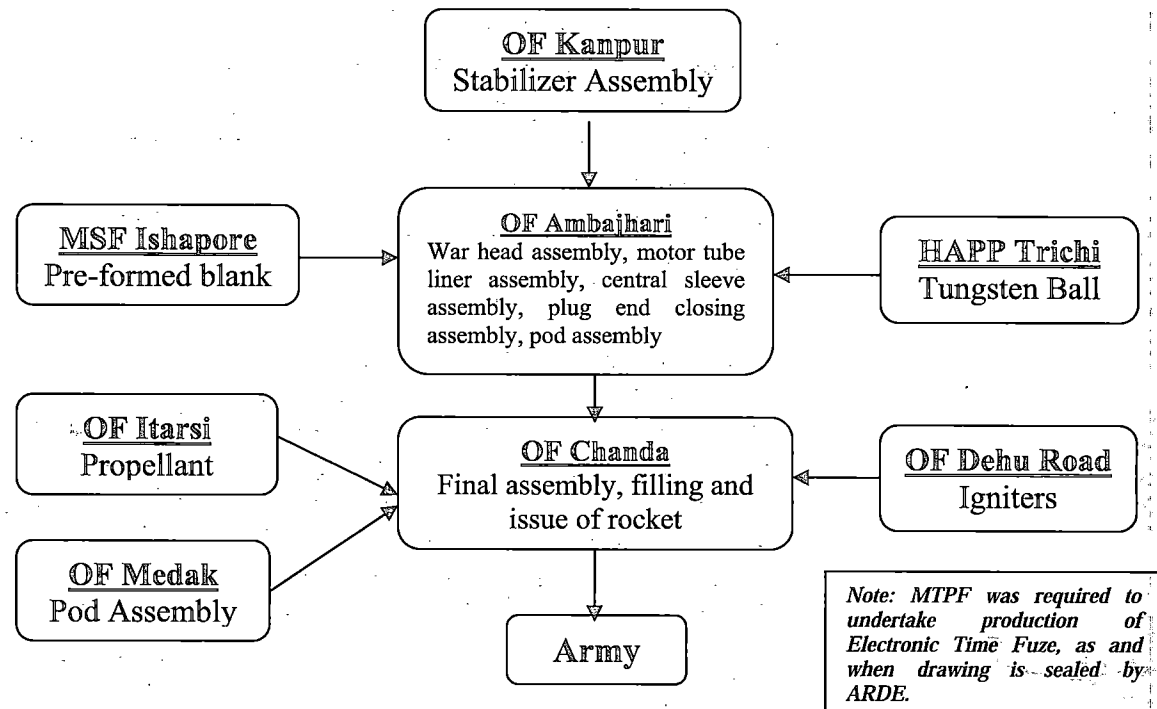 OF Kanpur
Stabilizer Assembly
MSF Ishapore
Pre-formed blank
OF Ambajhari
War head assembly, motor tube
liner assembly, central sleeve
assembly, plug end closing
assembly, pod assembly
HAPP Trichi
Tungsten Ball
OF Itarsi
Propellant
OF Chanda
Final assembly, filling and
issue of rocket
OF Dehu Road
Igniters
OF Medak
Pod Assembly
Army
Note: MTPF was required to
undertake production of
Electronic Time Fuze, as and
when drawing is sealed by
ARDE.